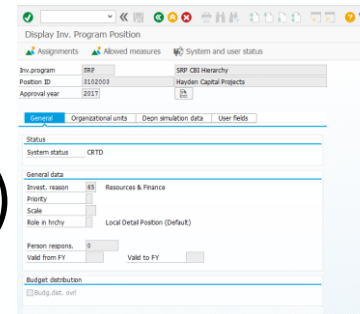 Display Inv. Program Position
Assignments Allowed measures System and user status
Inv.program SRP SRP CBI Hierarchy
Position ID 3102003 Hayden Capital Projects
Approval year 2017
General Organizational units Depn simulation data User fields
Status
System status CRTD
General data
Invest. reason 65 Resources & Finance
Priority
Scale
Role in hrchy Local Detail Position (Default)
Person respons. 0
Valid from FY Valid to FY
Budget distribution
Budg.dst. ovrl